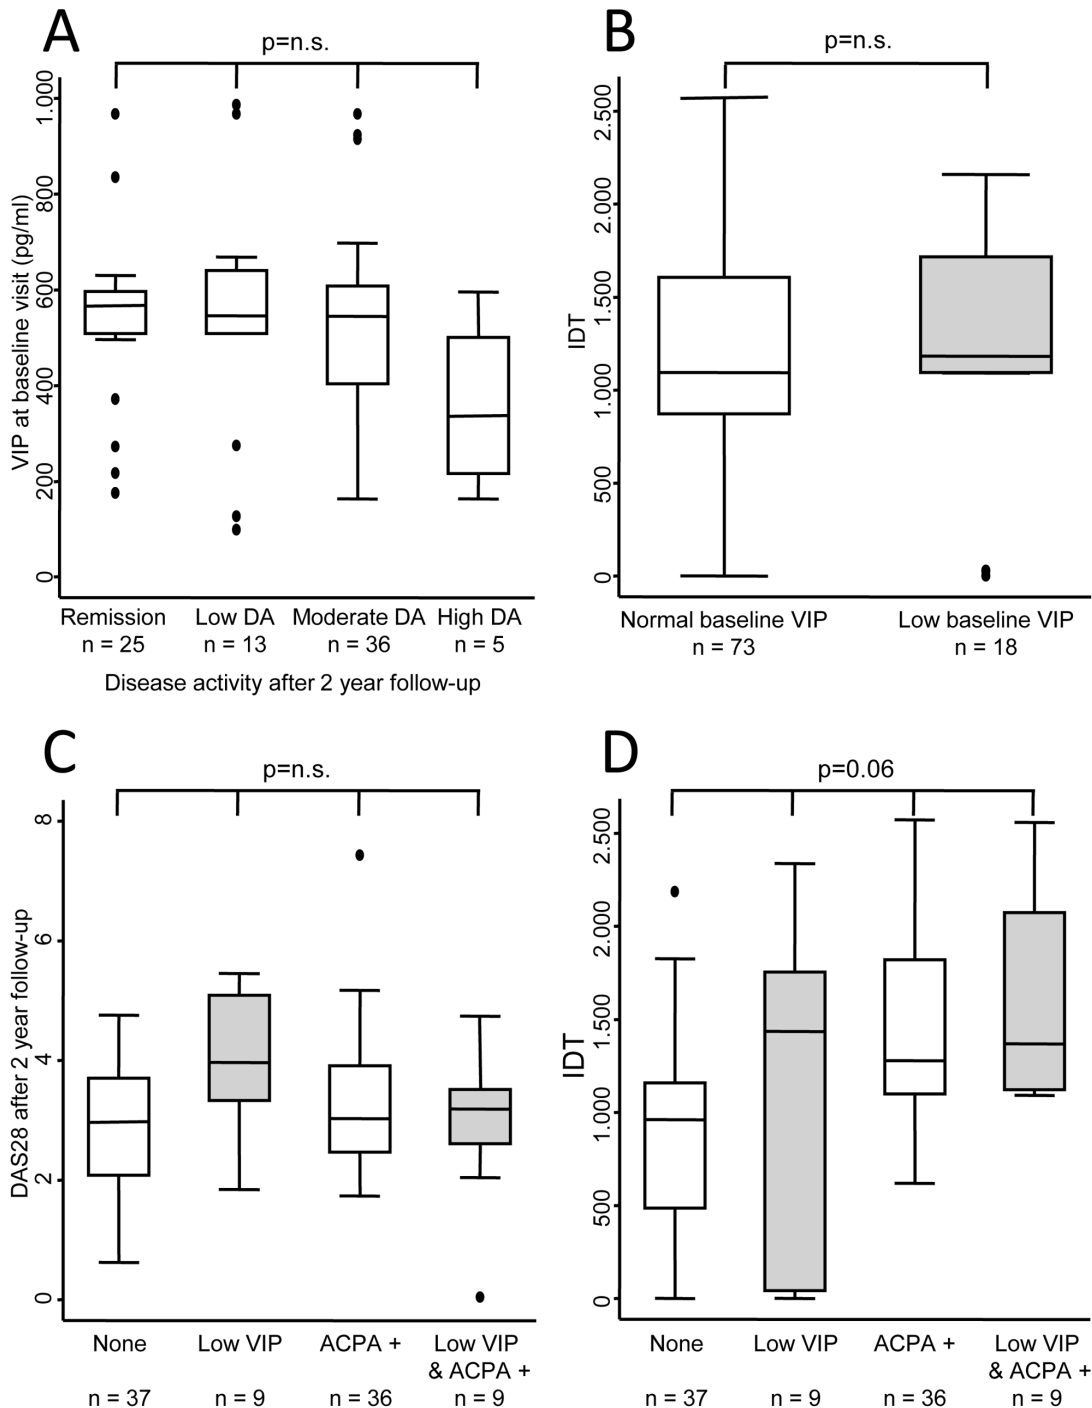 A
p=n.s.
VIP at baseline visit (pg/ml)
1.000
800
600
400
200
0
Remission Low DA Moderate DA High DA
n = 25 n = 13 n = 36 n = 5
Disease activity after 2 year follow-up
B
p=n.s.
IDT
2.500
2.000
1.500
1.000
500
0
Normal baseline VIP Low baseline VIP
n = 73 n = 18
C
p=n.s.
DAS28 after 2 year follow-up
8
6
4
2
0
None Low VIP ACPA + Low VIP
& ACPA +
n = 37 n = 9 n = 36 n = 9
D
p=0.06
IDT
2.500
2.000
1.500
1.000
500
0
None Low VIP ACPA + Low VIP
& ACPA +
n = 37 n = 9 n = 36 n = 9